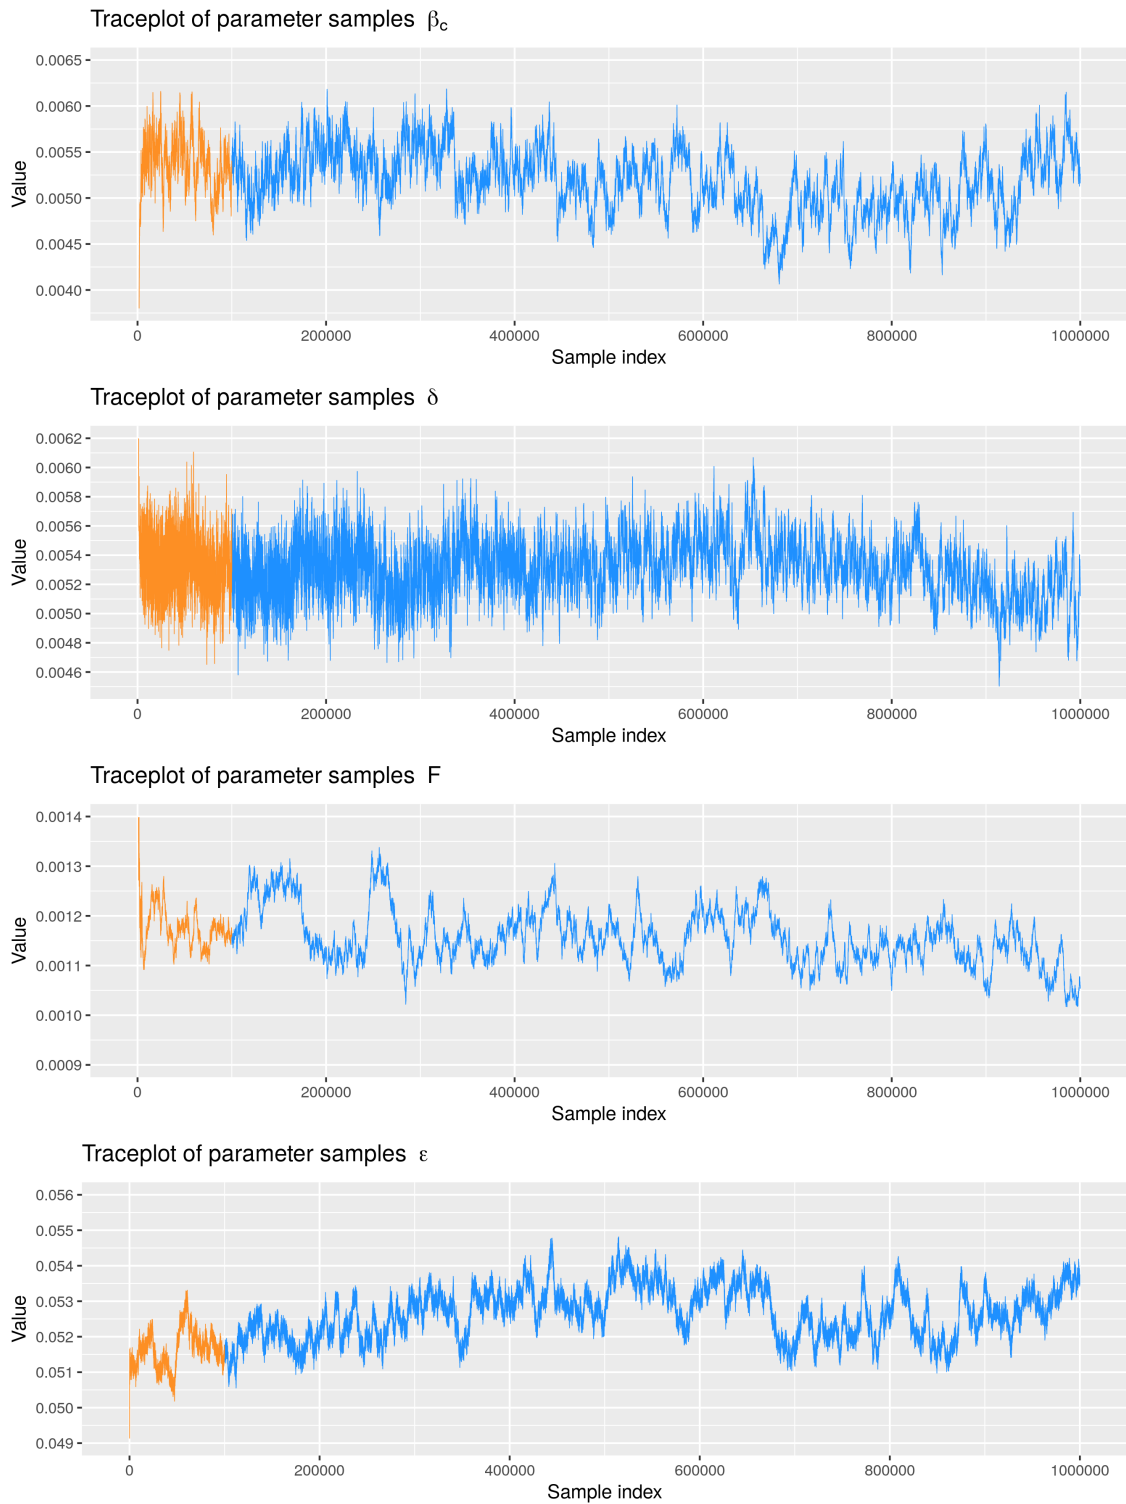 Traceplot of parameter samples βc
0.0065
0.0060
0.0055
0.0050
0.0045
0.0040
Value
0 200000 400000 600000 800000 1000000
Sample index
Traceplot of parameter samples δ
0.0062
0.0060
0.0058
0.0056
0.0054
0.0052
0.0050
0.0048
0.0046
Value
0 200000 400000 600000 800000 1000000
Sample index
Traceplot of parameter samples F
0.0014
0.0013
0.0012
0.0011
0.0010
0.0009
Value
0 200000 400000 600000 800000 1000000
Sample index
Traceplot of parameter samples ε
0.056
0.055
0.054
0.053
0.052
0.051
0.050
0.049
Value
0 200000 400000 600000 800000 1000000
Sample index